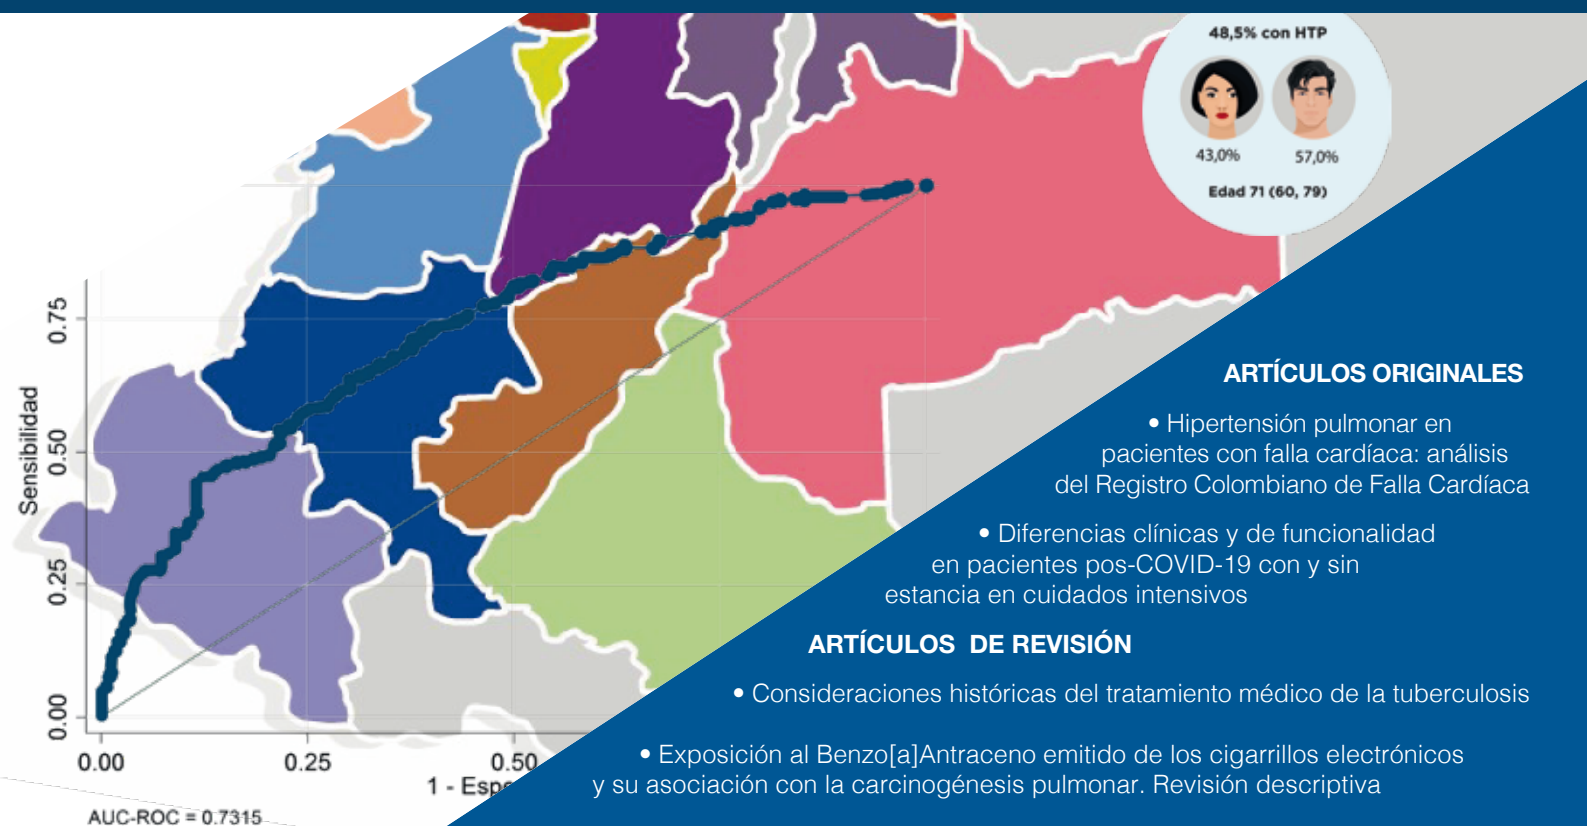 48,5% con HTP
43,0%
57,0%
Edad 71 (60, 79)
Sensibilidad
0.75
0.50
0.25
0.00
0.00
0.25
0.50
1 - Espe
AUC-ROC = 0.7315
ARTÍCULOS ORIGINALES
• Hipertensión pulmonar en
pacientes con falla cardíaca: análisis
del Registro Colombiano de Falla Cardíaca
• Diferencias clínicas y de funcionalidad
en pacientes pos-COVID-19 con y sin
estancia en cuidados intensivos
ARTÍCULOS DE REVISIÓN
• Consideraciones históricas del tratamiento médico de la tuberculosis
• Exposición al Benzo[a]Antraceno emitido de los cigarrillos electrónicos
y su asociación con la carcinogénesis pulmonar. Revisión descriptiva